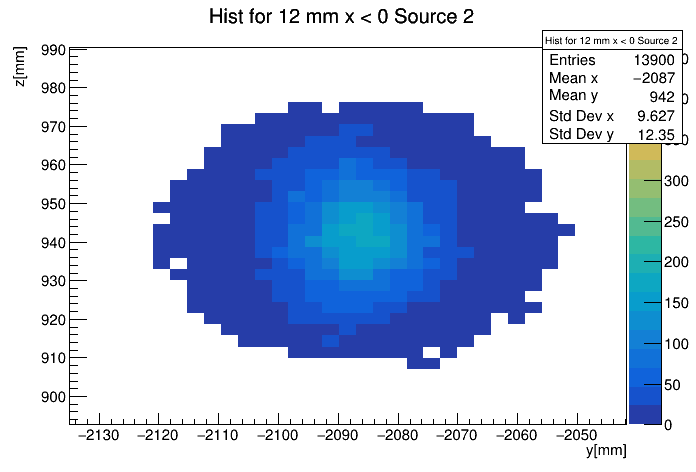 Hist for 12 mm x < 0 Source 2
z[mm]
990
980
970
960
950
940
930
920
910
900
−2130 −2120 −2110 −2100 −2090 −2080 −2070 −2060 −2050
y[mm]
Hist for 12 mm x < 0 Source 2
Entries 13900
Mean x −2087
Mean y 942
Std Dev x 9.627
Std Dev y 12.35
300
250
200
150
100
50
0